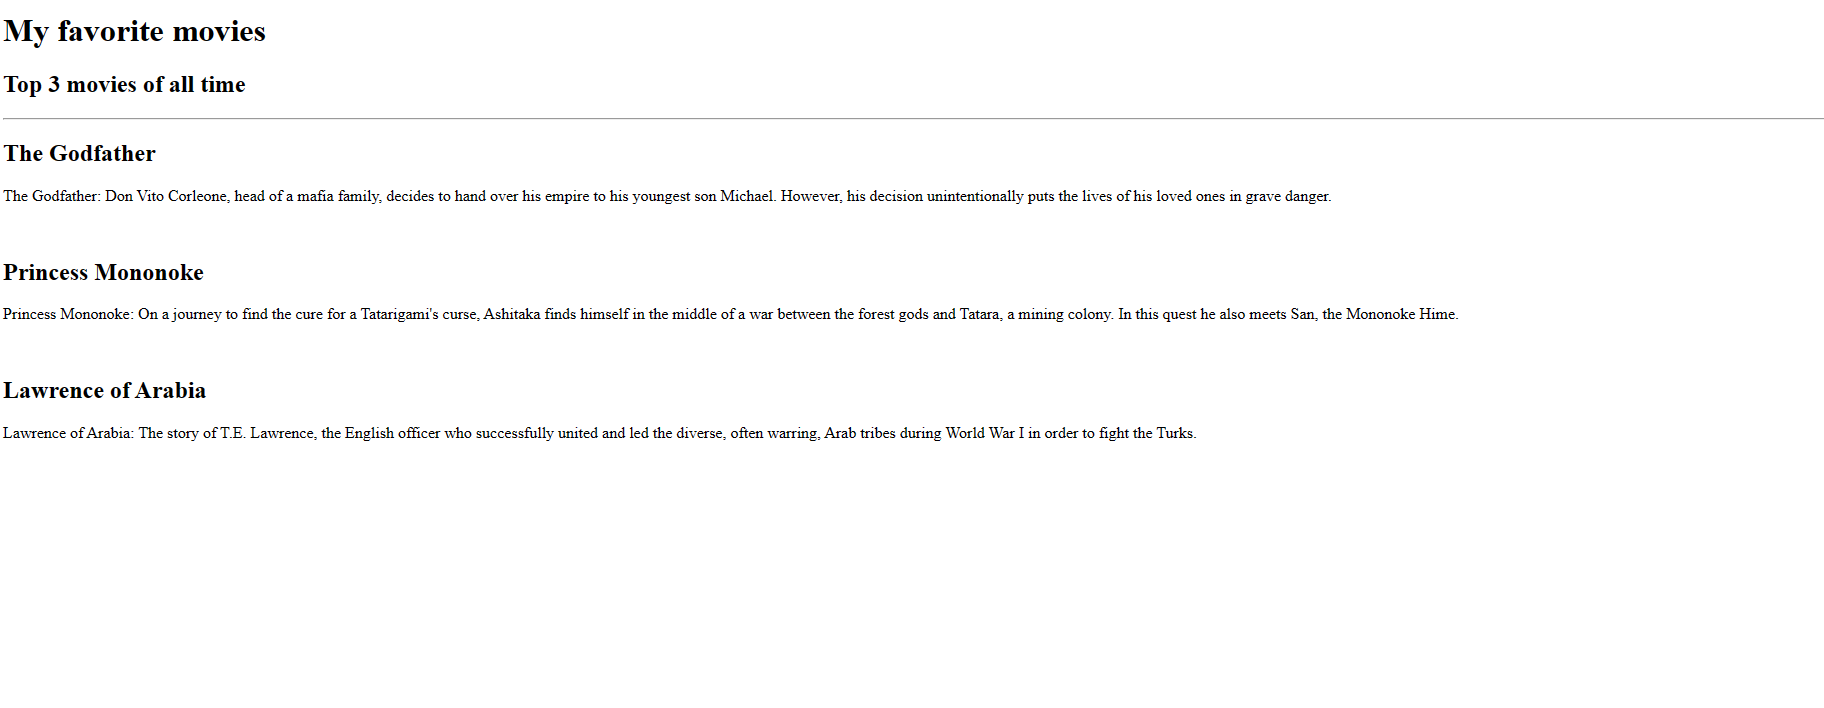 My favorite movies
Top 3 movies of all time
The Godfather
The Godfather: Don Vito Corleone, head of a mafia family, decides to hand over his empire to his youngest son Michael. However, his decision unintentionally puts the lives of his loved ones in grave danger.
Princess Mononoke
Princess Mononoke: On a journey to find the cure for a Tatarigami's curse, Ashitaka finds himself in the middle of a war between the forest gods and Tatara, a mining colony. In this quest he also meets San, the Mononoke Hime.
Lawrence of Arabia
Lawrence of Arabia: The story of T.E. Lawrence, the English officer who successfully united and led the diverse, often warring, Arab tribes during World War I in order to fight the Turks.